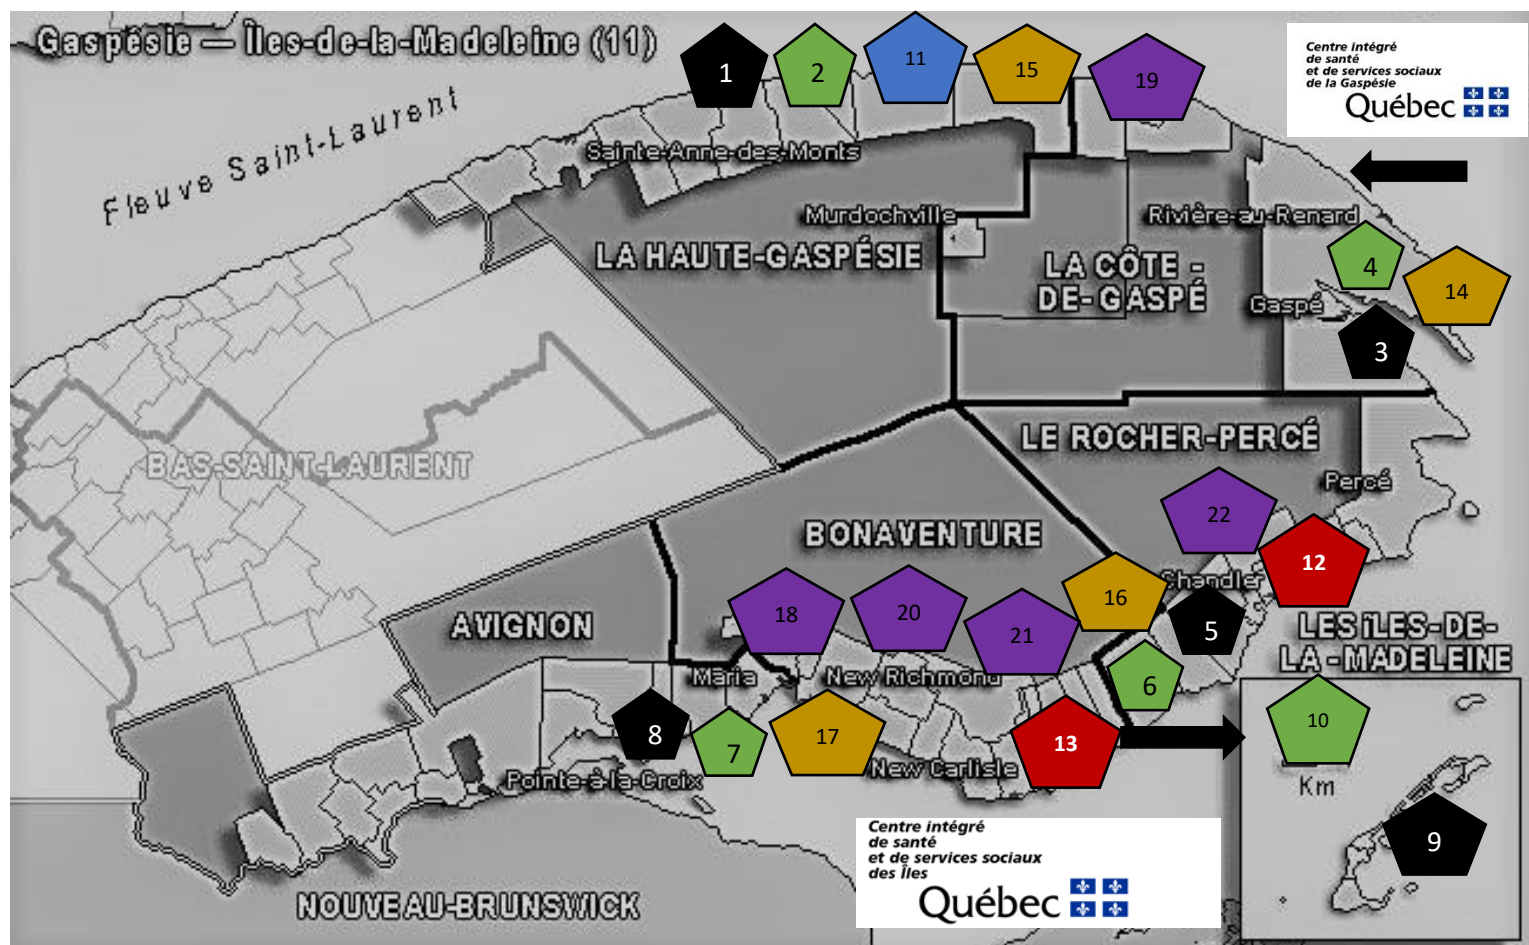 Gaspésie — Îles-de-la-Madeleine (11)
1
2
11
15
19
Centre intégré
de santé
et de services sociaux
de la Gaspésie
Québec
Fleuve Saint-Laurent
Sainte-Anne-des-Monts
Murdochville
Rivière-au-Renard
LA HAUTE-GASPÉSIE
LA CÔTE-
DE-GASPÉ
4
14
Gaspé
3
LE ROCHER-PERCÉ
BAS-SAINT-LAURENT
Percé
BONAVENTURE
22
12
Chandler
16
18
20
21
5
AVIGNON
LES ÎLES-DE-
LA-MADELEINE
Maria
New Richmond
6
8
7
17
13
10
New Carlisle
Pointe-à-la-Croix
Km
9
Centre intégré
de santé
et de services sociaux
des Îles
Québec
NOUVEAU-BRUNSWICK